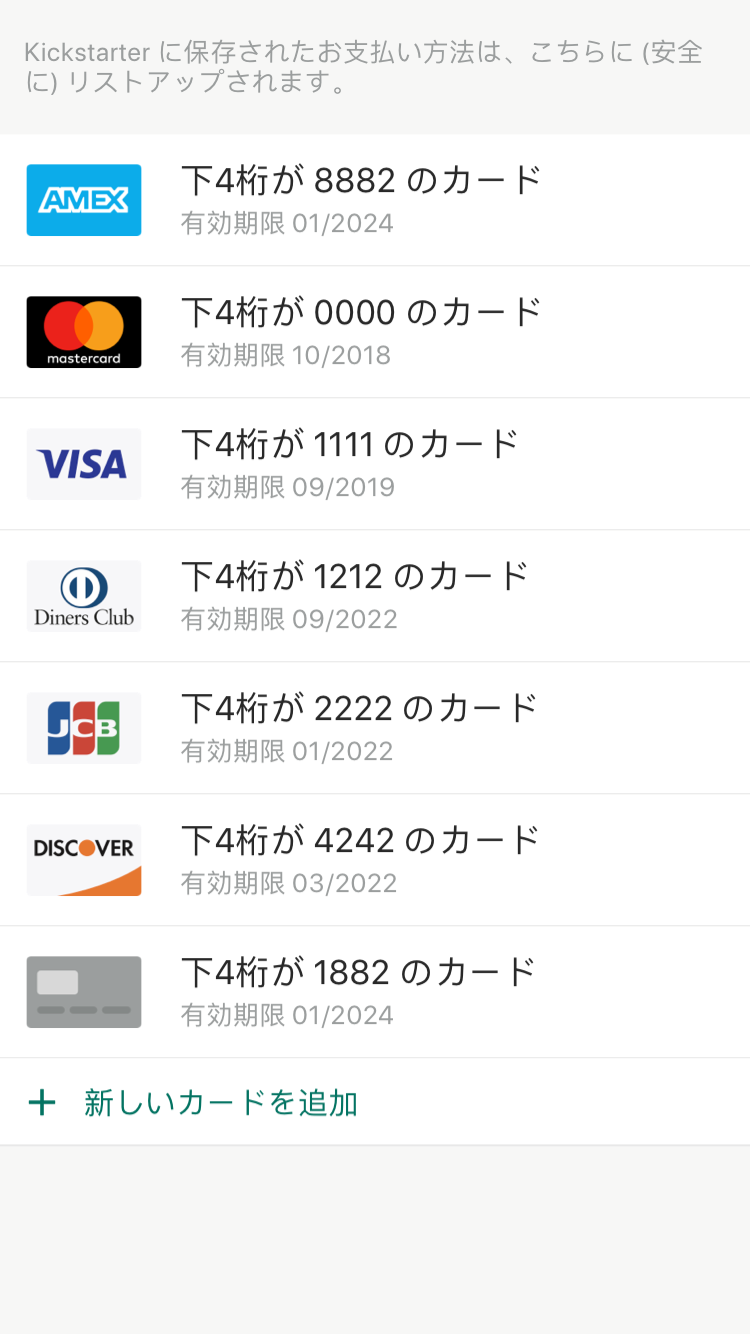 Kickstarter に保存されたお支払い方法は、こちらに (安全
に) リストアップされます。
AMEX
下4桁が 8882 のカード
有効期限 01/2024
mastercard
下4桁が 0000 のカード
有効期限 10/2018
VISA
下4桁が 1111 のカード
有効期限 09/2019
Diners Club
下4桁が 1212 のカード
有効期限 09/2022
JCB
下4桁が 2222 のカード
有効期限 01/2022
DISCOVER
下4桁が 4242 のカード
有効期限 03/2022
下4桁が 1882 のカード
有効期限 01/2024
+ 新しいカードを追加